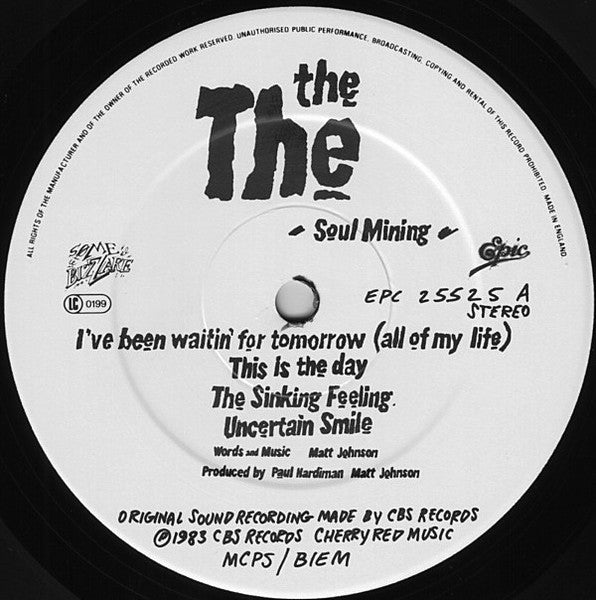 ALL RIGHTS OF THE MANUFACTURER AND OF THE OWNER OF THE RECORDED WORK RESERVED. UNAUTHORISED PUBLIC PERFORMANCE, BROADCASTING, COPYING AND RENTAL OF THIS RECORD PROHIBITED. MADE IN ENGLAND.
the
The
Soul Mining
SOME BIZZARE
Epic
LC 0199
EPC 25525 A
STEREO
I've been waitin' for tomorrow (all of my life)
This Is the day
The Sinking Feeling.
Uncertain Smile
Words and Music Matt Johnson
Produced by Paul Hardiman Matt Johnson
ORIGINAL SOUND RECORDING MADE BY CBS RECORDS
©1983 CBS RECORDS CHERRY RED MUSIC
MCPS/BIEM